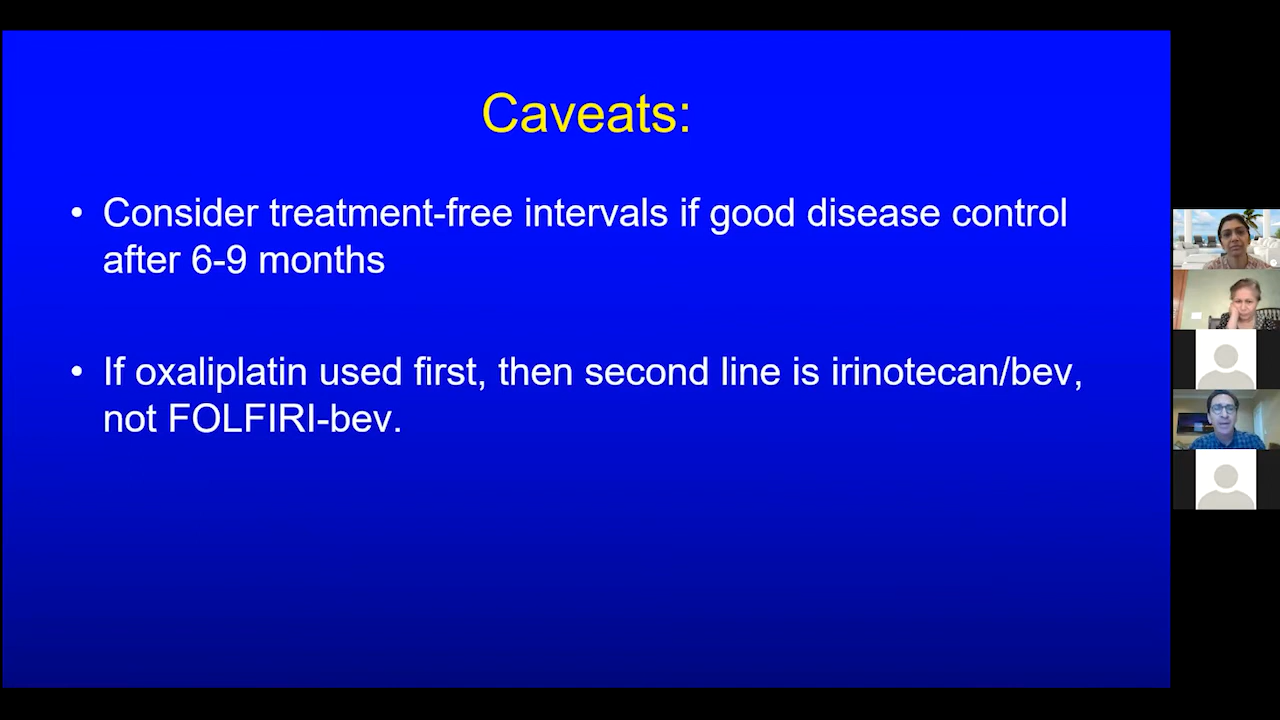 Caveats:
• Consider treatment-free intervals if good disease control
after 6-9 months
• If oxaliplatin used first, then second line is irinotecan/bev,
not FOLFIRI-bev.